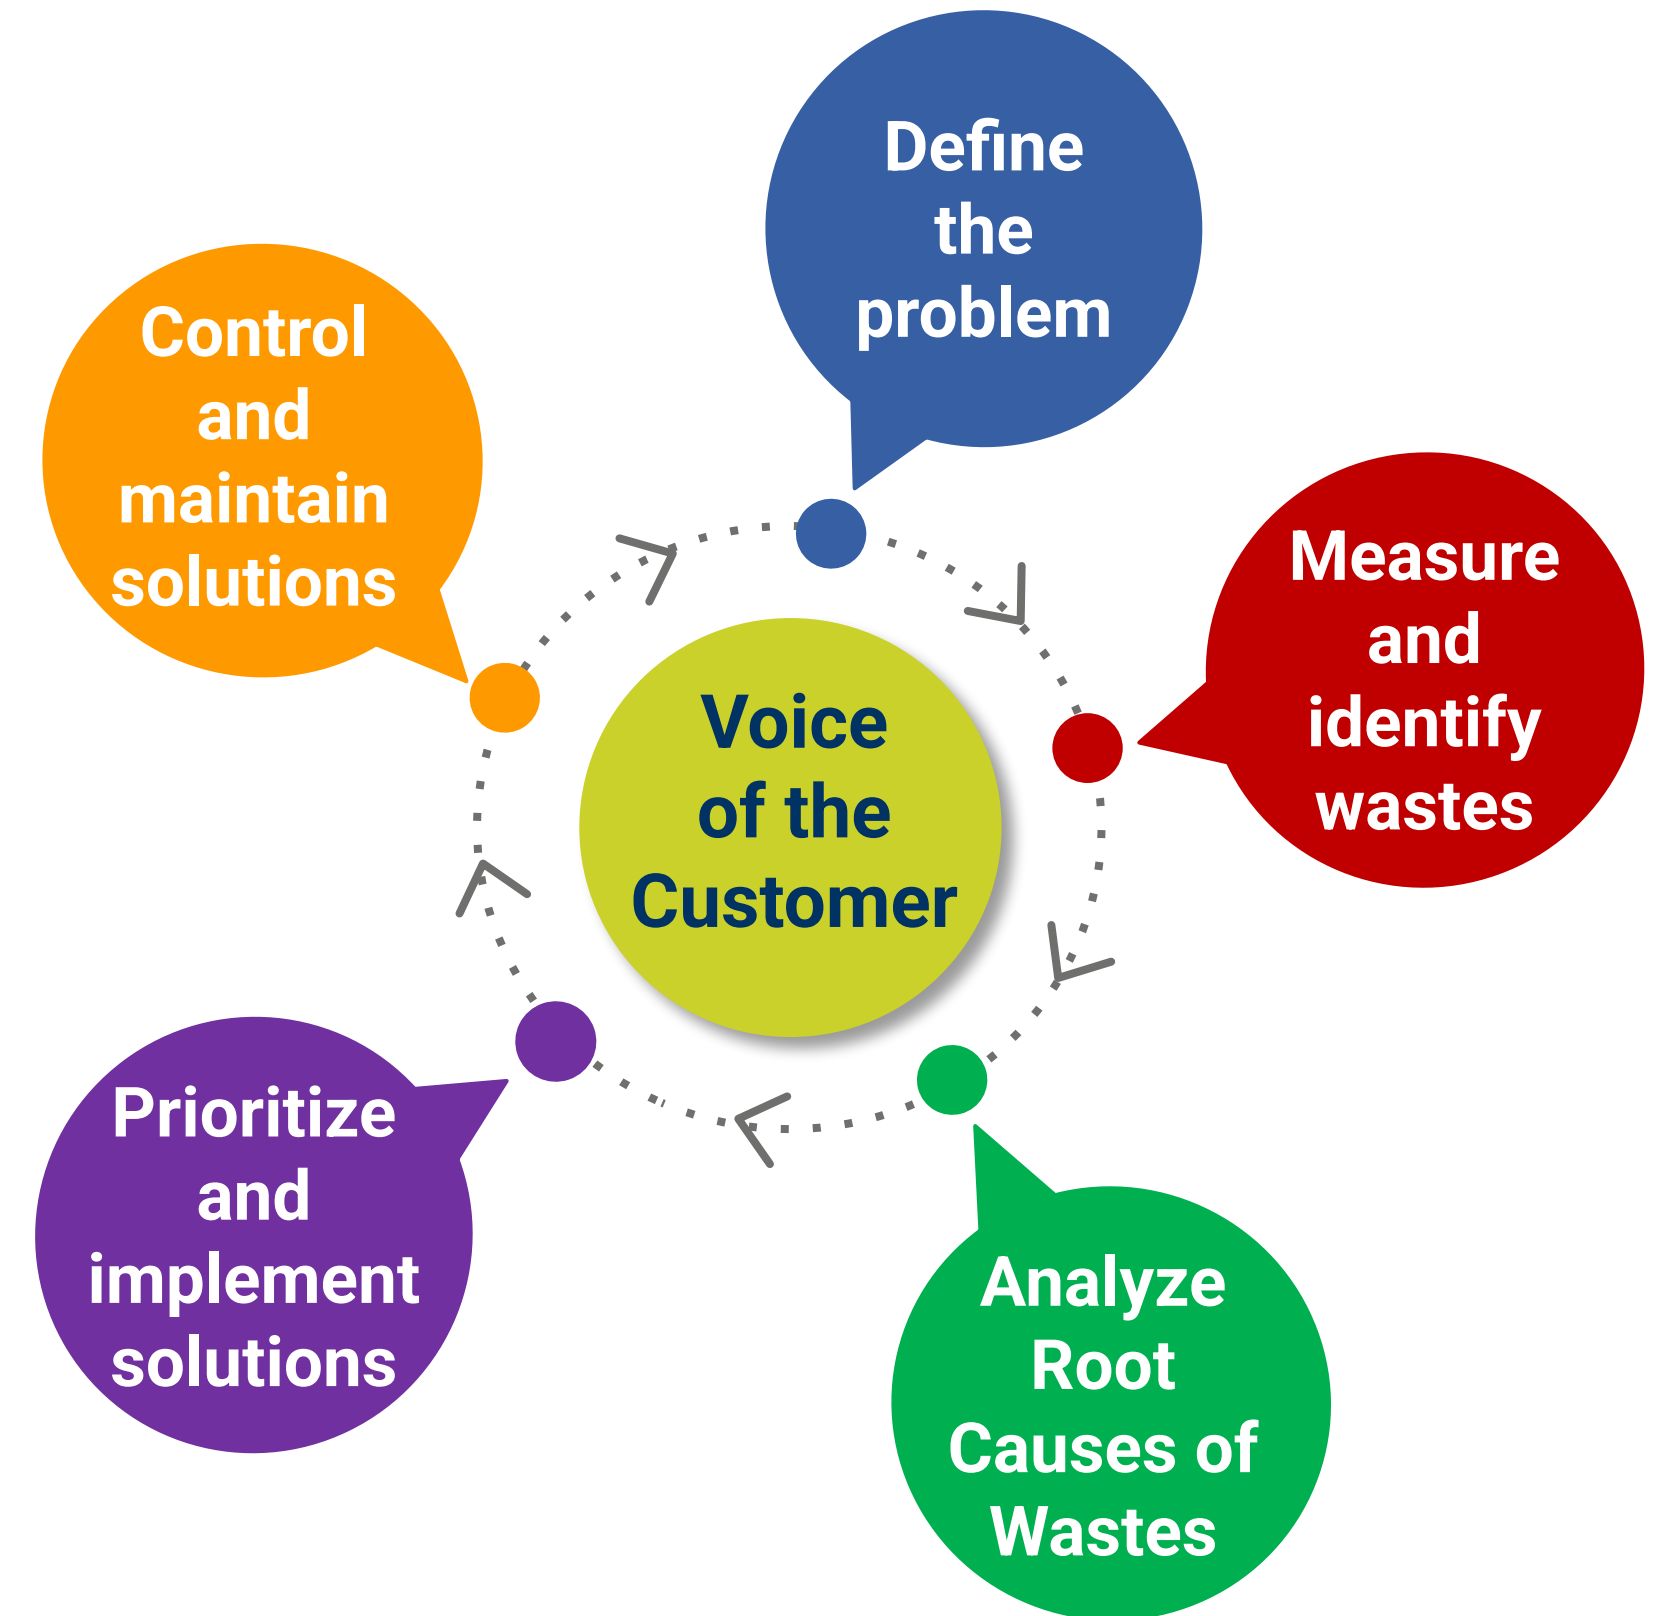 Define
the
problem
Measure
and
identify
wastes
Analyze
Root
Causes of
Wastes
Prioritize
and
implement
solutions
Control
and
maintain
solutions
Voice
of the
Customer